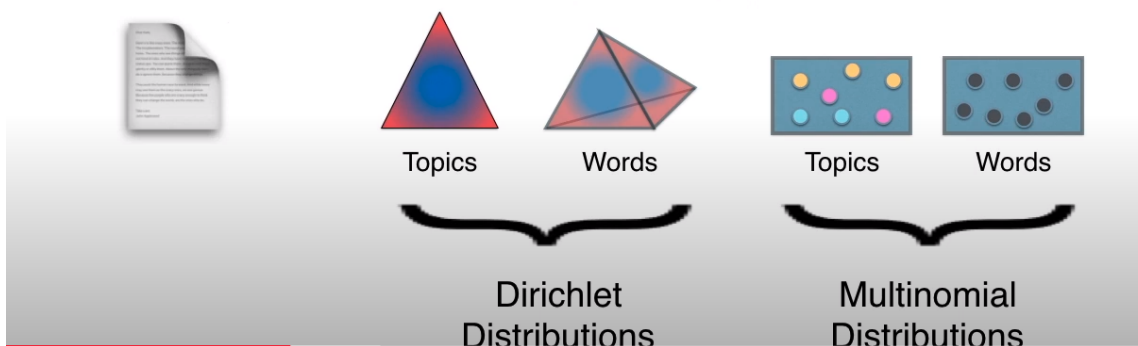 Topics
Words
Topics
Words
Dirichlet
Distributions
Multinomial
Distributions